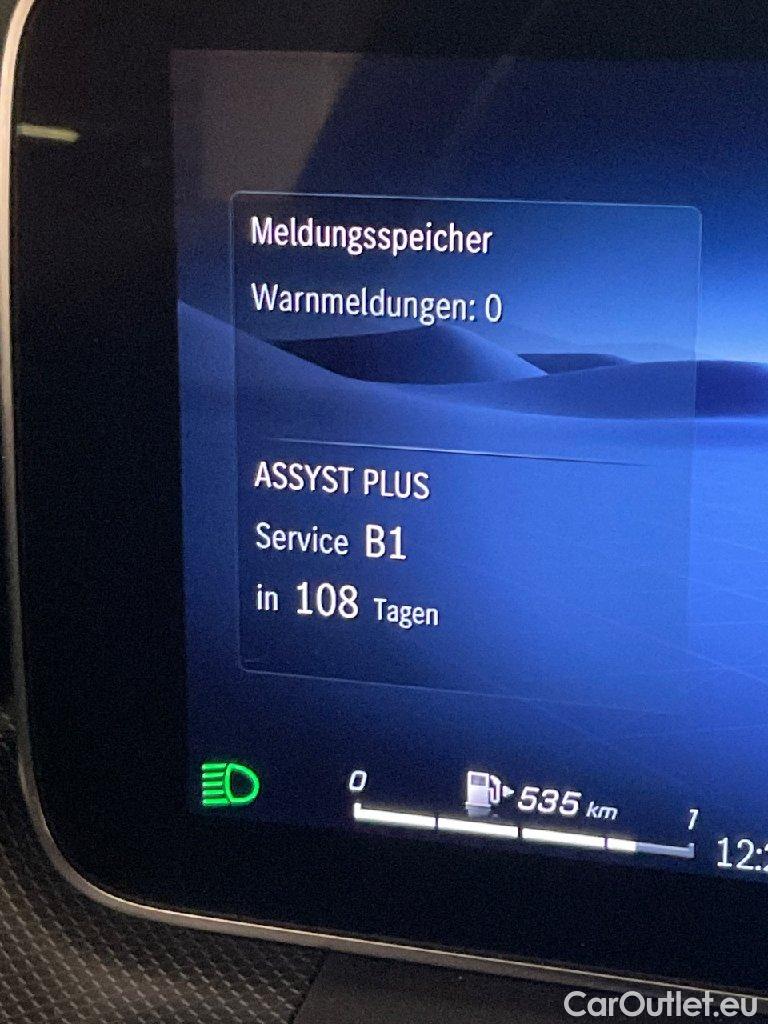 Meldungsspeicher
Warnmeldungen: 0
ASSYST PLUS
Service B1
in 108 Tagen
0 535 km 1
CarOutlet.eu